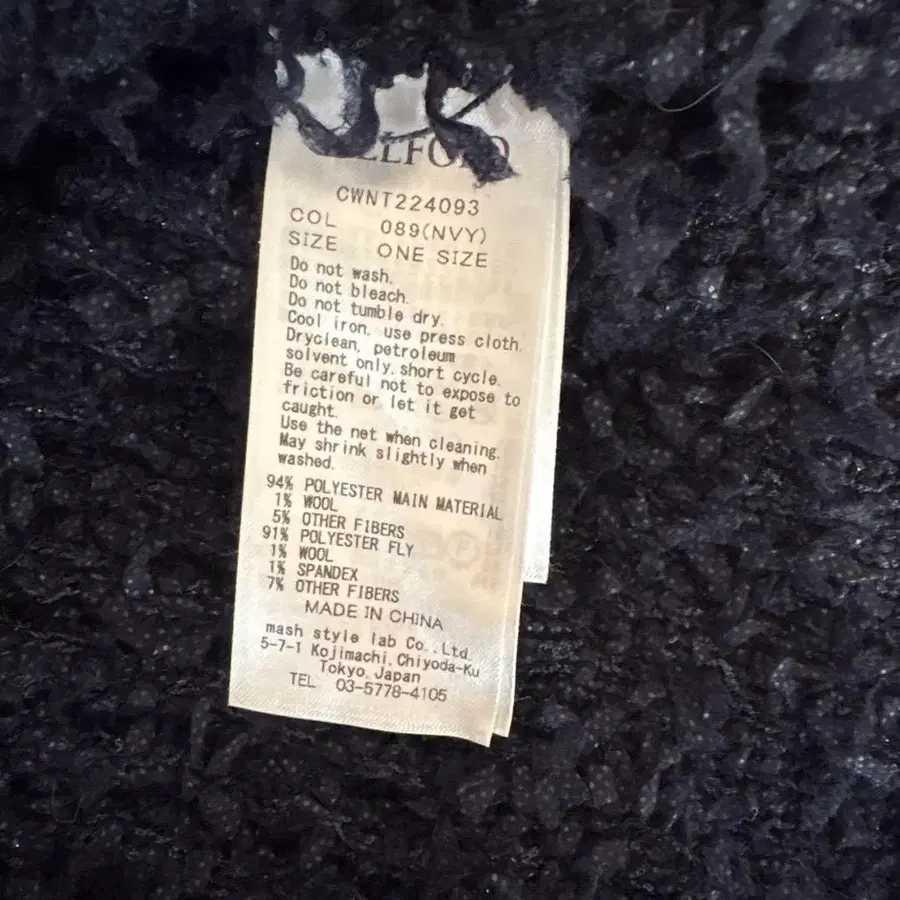 CWNT224093
COL 089(NVY)
SIZE ONE SIZE
Do not wash.
Do not bleach.
Do not tumble dry.
Cool iron, use press cloth.
Dryclean, petroleum
solvent only, short cycle.
Be careful not to expose to
friction or let it get
caught.
Use the net when cleaning.
May shrink slightly when
washed.
94% POLYESTER MAIN MATERIAL
1% WOOL
5% OTHER FIBERS
91% POLYESTER FLY
1% WOOL
1% SPANDEX
7% OTHER FIBERS
MADE IN CHINA
mash style lab Co.,Ltd.
5-7-1 Kojimachi, Chiyoda-Ku
Tokyo, Japan
TEL 03-5778-4105